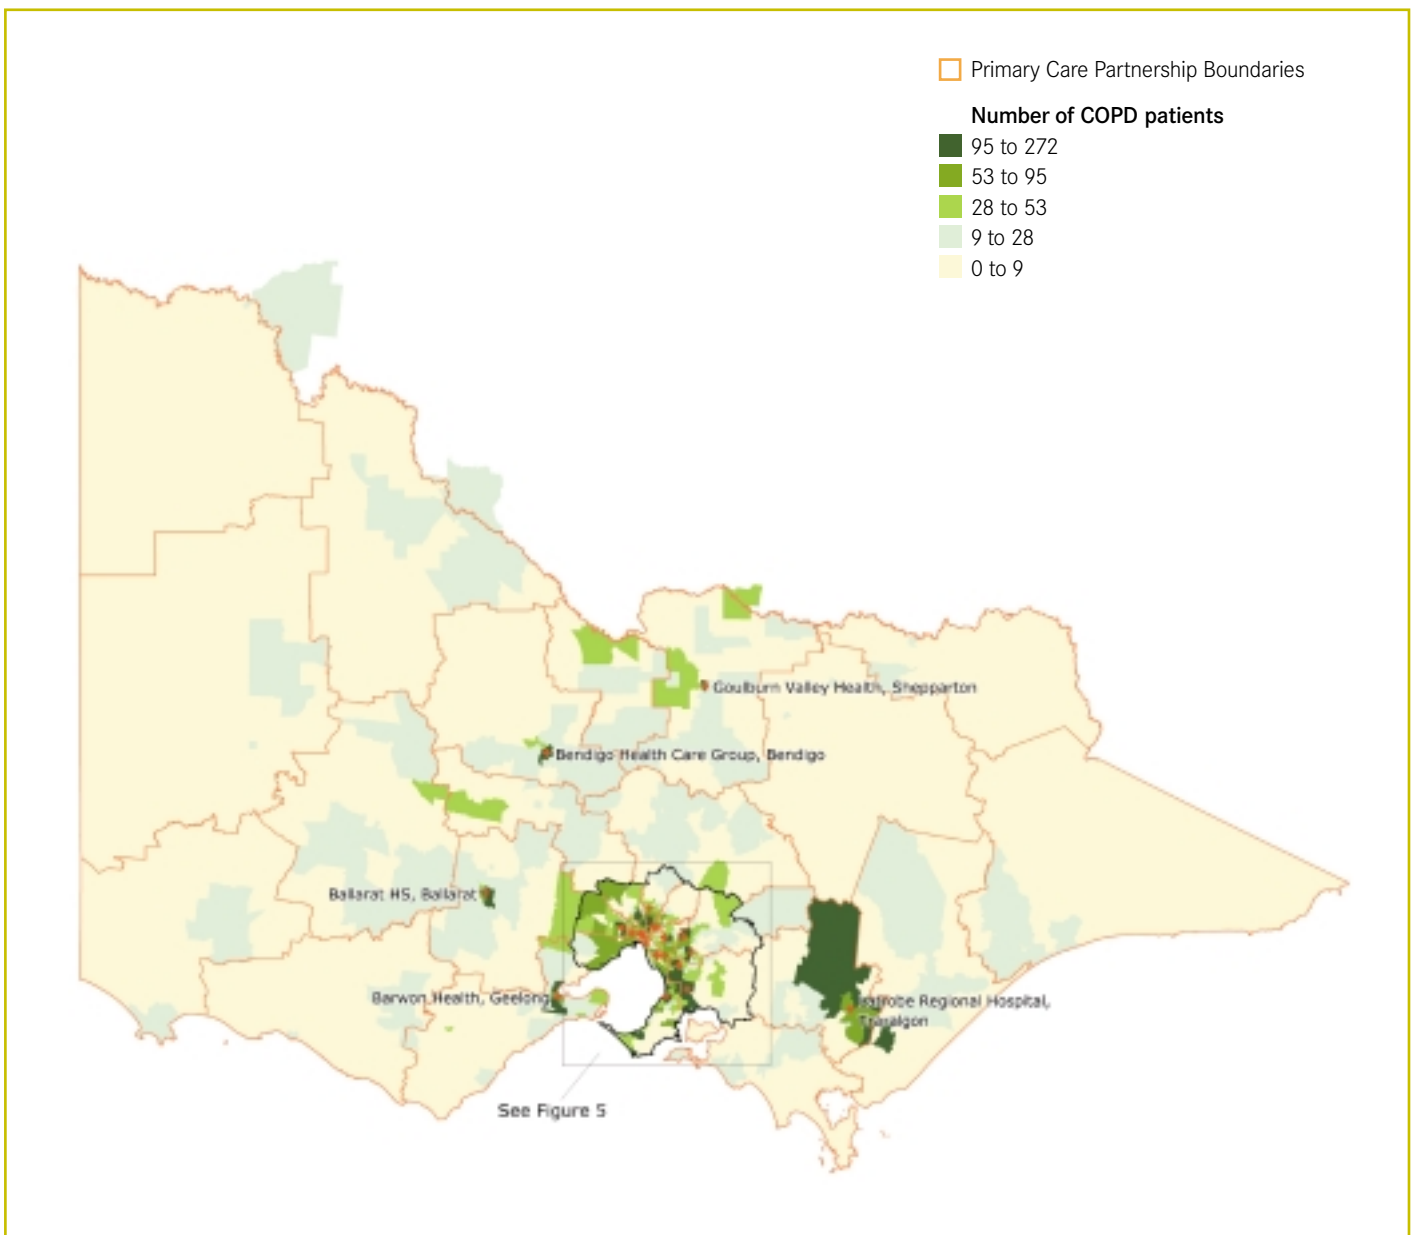 Primary Care Partnership Boundaries
Number of COPD patients
95 to 272
53 to 95
28 to 53
9 to 28
0 to 9
Goulburn Valley Health, Shepparton
Bendigo Health Care Group, Bendigo
Ballarat HS, Ballarat
Barwon Health, Geelong
Latrobe Regional Hospital,
Traralgon
See Figure 5